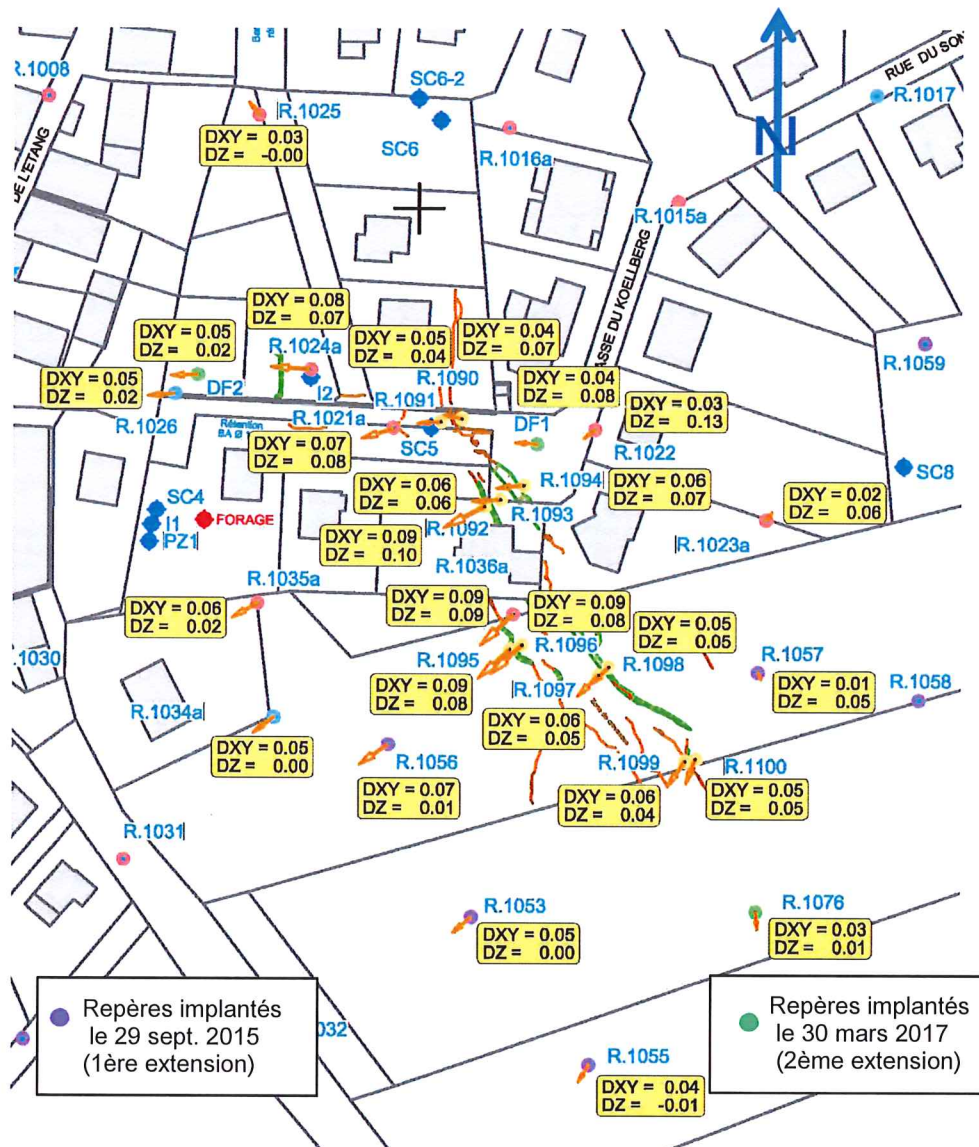 R.1008
DE L'ETANG
R.1025
DXY = 0.03
DZ = -0.00
SC6-2
SC6
R.1016a
NI
RUE DU SON
R.1017
R.1015a
ASSE DU KOELLBERG
R.1059
DXY = 0.08
DZ = 0.07
R.1024a
DXY = 0.05
DZ = 0.02
DXY = 0.05
DZ = 0.04
DXY = 0.04
DZ = 0.07
R.1090
DXY = 0.05
DZ = 0.02
DF2
I2
R.1091
DXY = 0.04
DZ = 0.08
R.1026
Rétention
BA Ø
R.1021a
SC5
DF1
DXY = 0.03
DZ = 0.13
R.1022
DXY = 0.07
DZ = 0.08
R.1094
SC8
DXY = 0.06
DZ = 0.06
DXY = 0.06
DZ = 0.07
DXY = 0.02
DZ = 0.06
SC4
I1
PZ1
FORAGE
R.1092
R.1093
R.1023a
DXY = 0.09
DZ = 0.10
R.1036a
R.1035a
DXY = 0.06
DZ = 0.02
DXY = 0.09
DZ = 0.09
DXY = 0.09
DZ = 0.08
DXY = 0.05
DZ = 0.05
.1030
R.1095
R.1096
R.1098
R.1057
DXY = 0.09
DZ = 0.08
R.1097
DXY = 0.01
DZ = 0.05
R.1058
R.1034a
DXY = 0.05
DZ = 0.00
DXY = 0.06
DZ = 0.05
R.1056
DXY = 0.07
DZ = 0.01
R.1099
R.1100
DXY = 0.06
DZ = 0.04
DXY = 0.05
DZ = 0.05
R.1031
R.1053
DXY = 0.05
DZ = 0.00
R.1076
DXY = 0.03
DZ = 0.01
Repères implantés
le 29 sept. 2015
(1ère extension)
032
Repères implantés
le 30 mars 2017
(2ème extension)
R.1055
DXY = 0.04
DZ = -0.01